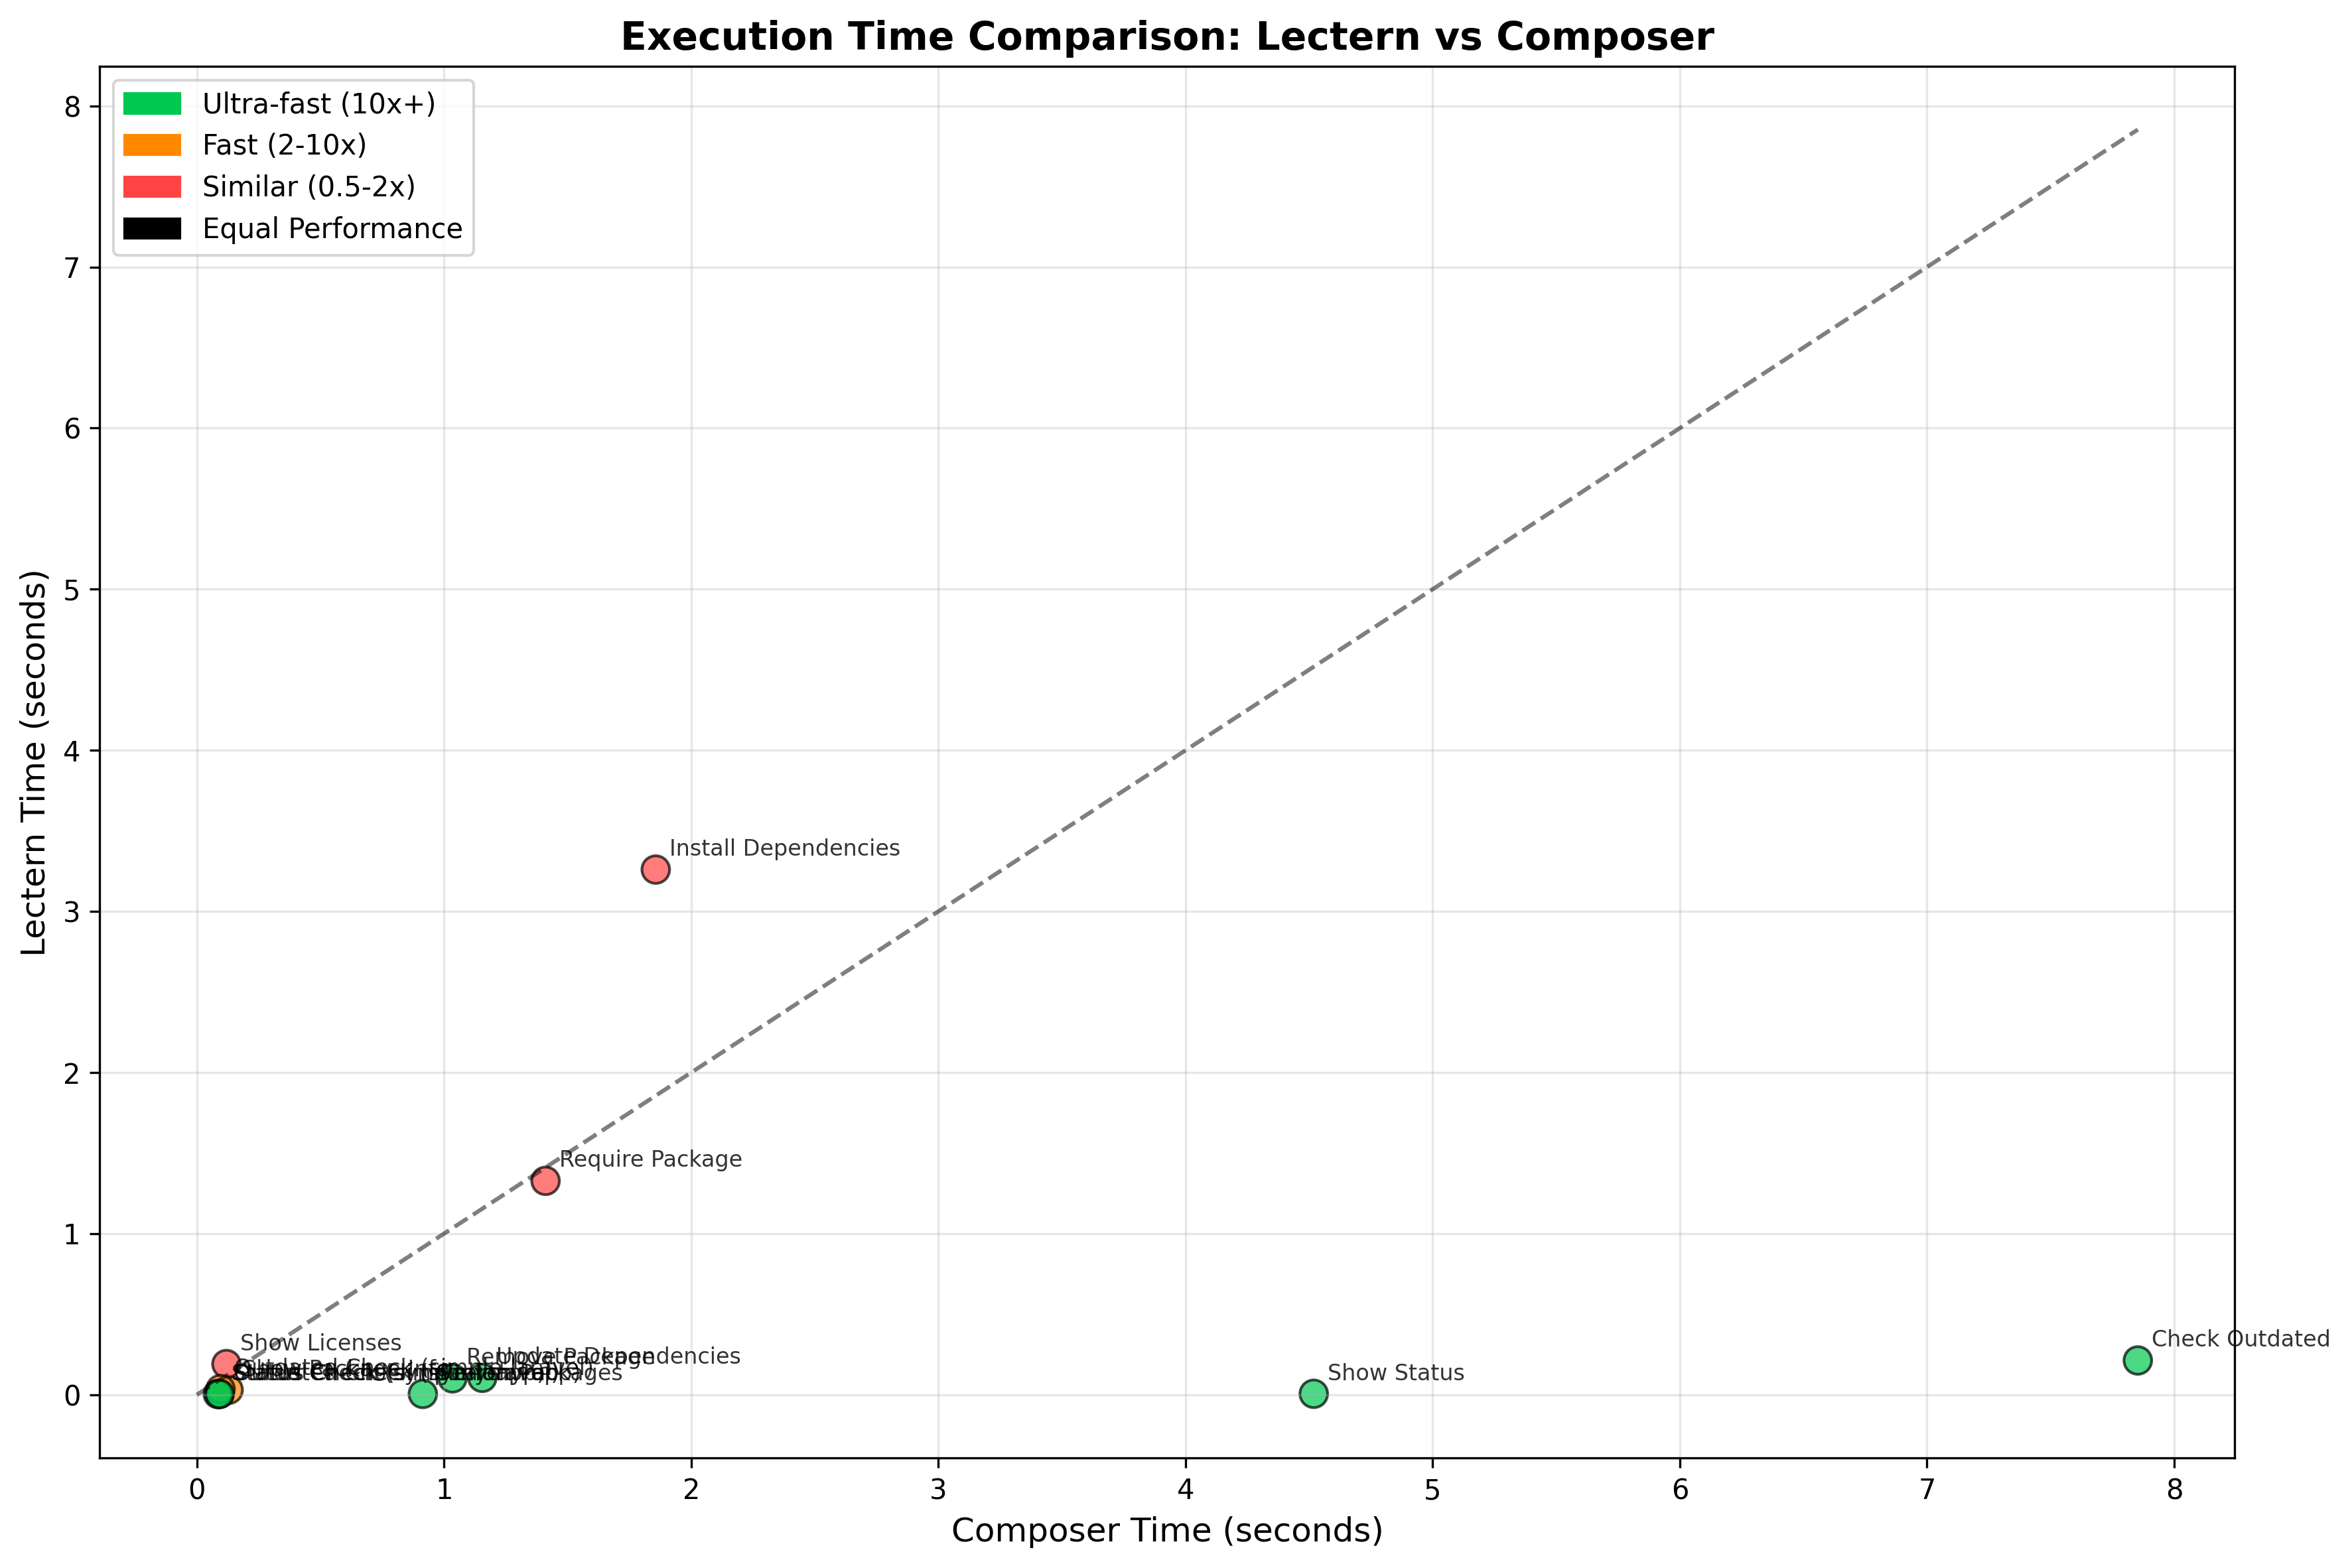 Execution Time Comparison: Lectern vs Composer
Ultra-fast (10x+)
Fast (2-10x)
Similar (0.5-2x)
Equal Performance
Lectern Time (seconds)
8
7
6
5
4
3
2
1
0
Install Dependencies
Require Package
Show Licenses
Remove Package
Update Dependencies
Show Status
Check Outdated
0
1
2
3
4
5
6
7
8
Composer Time (seconds)